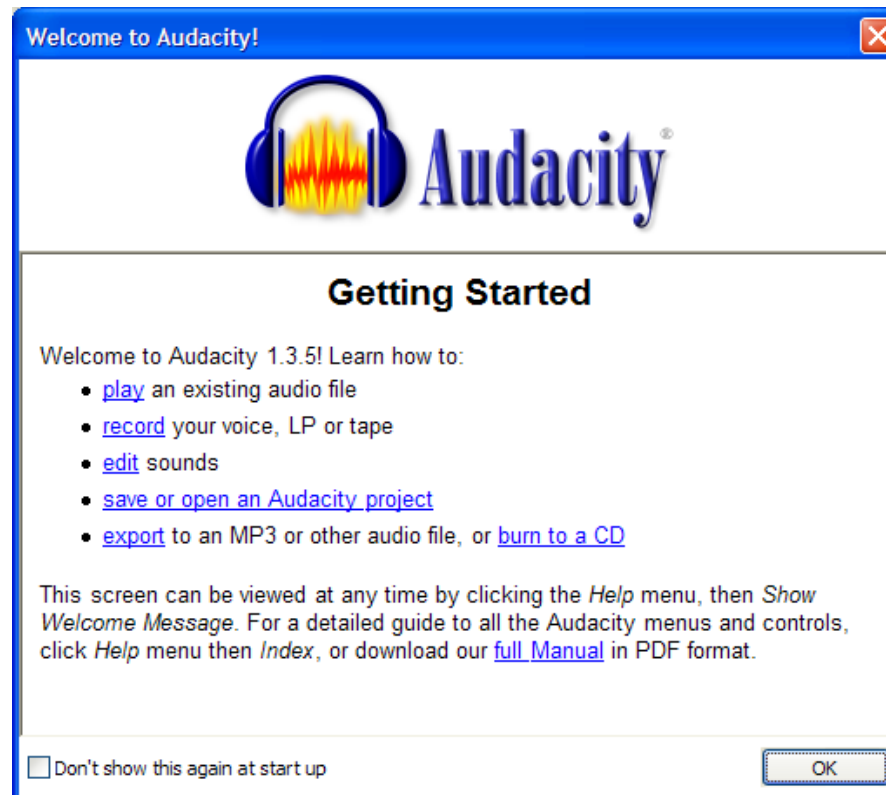 Welcome to Audacity!
Audacity®
Getting Started
Welcome to Audacity 1.3.5! Learn how to:
• play an existing audio file
• record your voice, LP or tape
• edit sounds
• save or open an Audacity project
• export to an MP3 or other audio file, or burn to a CD
This screen can be viewed at any time by clicking the Help menu, then Show
Welcome Message. For a detailed guide to all the Audacity menus and controls,
click Help menu then Index, or download our full Manual in PDF format.
Don't show this again at start up
OK